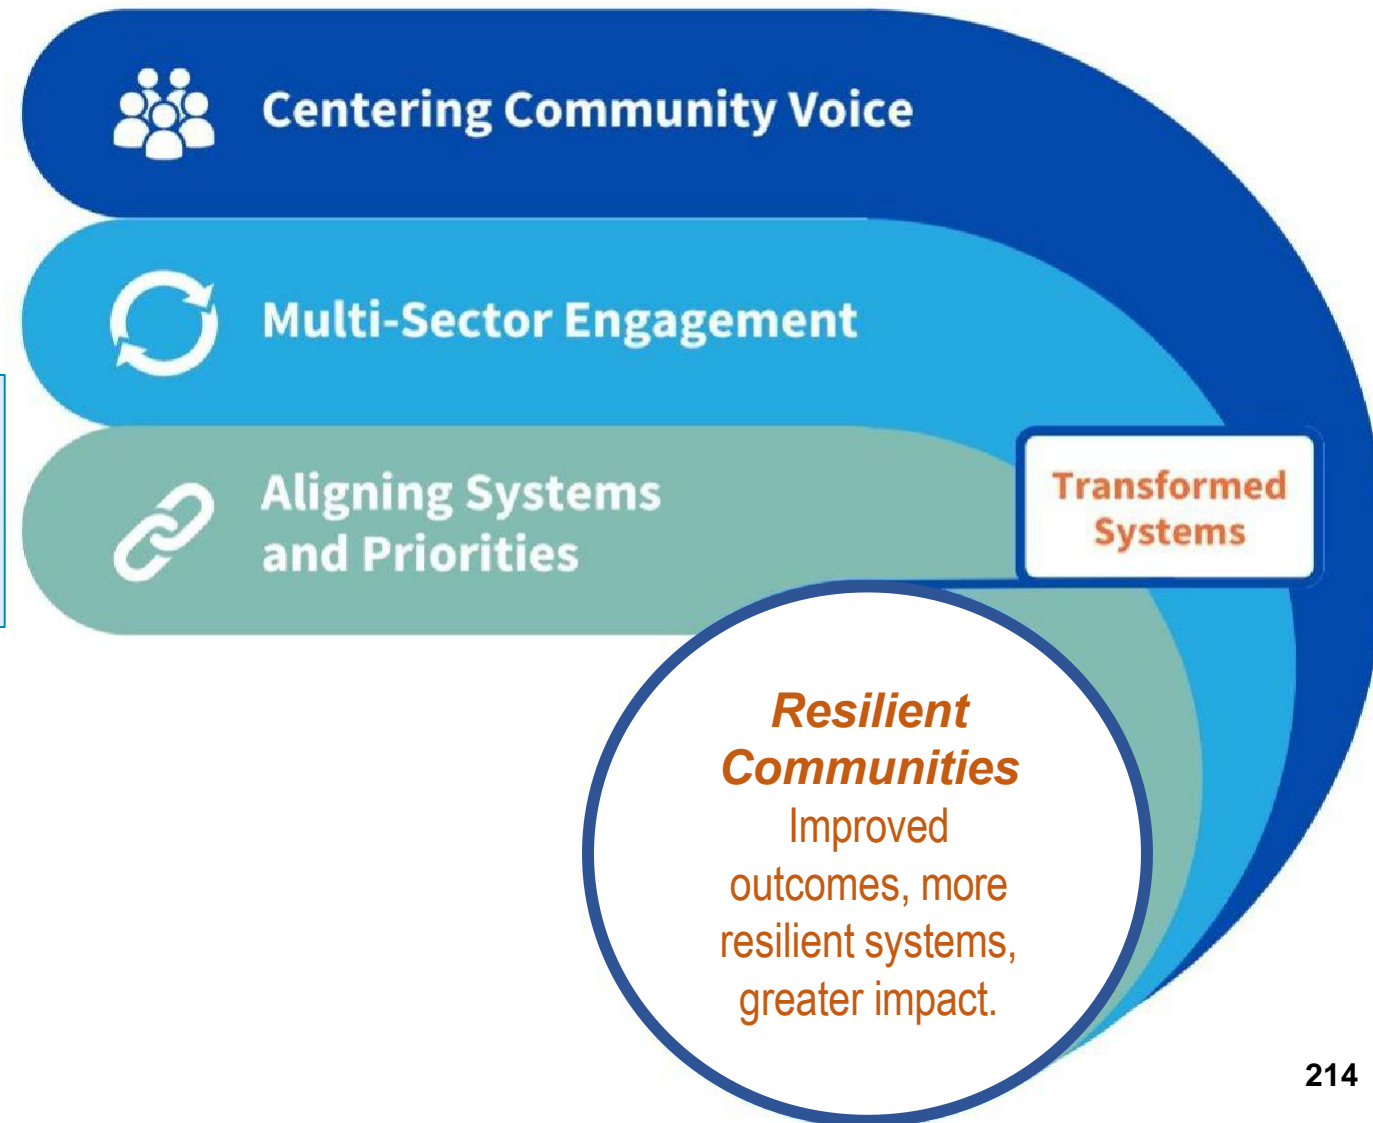 Centering Community Voice
Multi-Sector Engagement
Aligning Systems
and Priorities
Transformed
Systems
Resilient
Communities
Improved
outcomes, more
resilient systems,
greater impact.
214